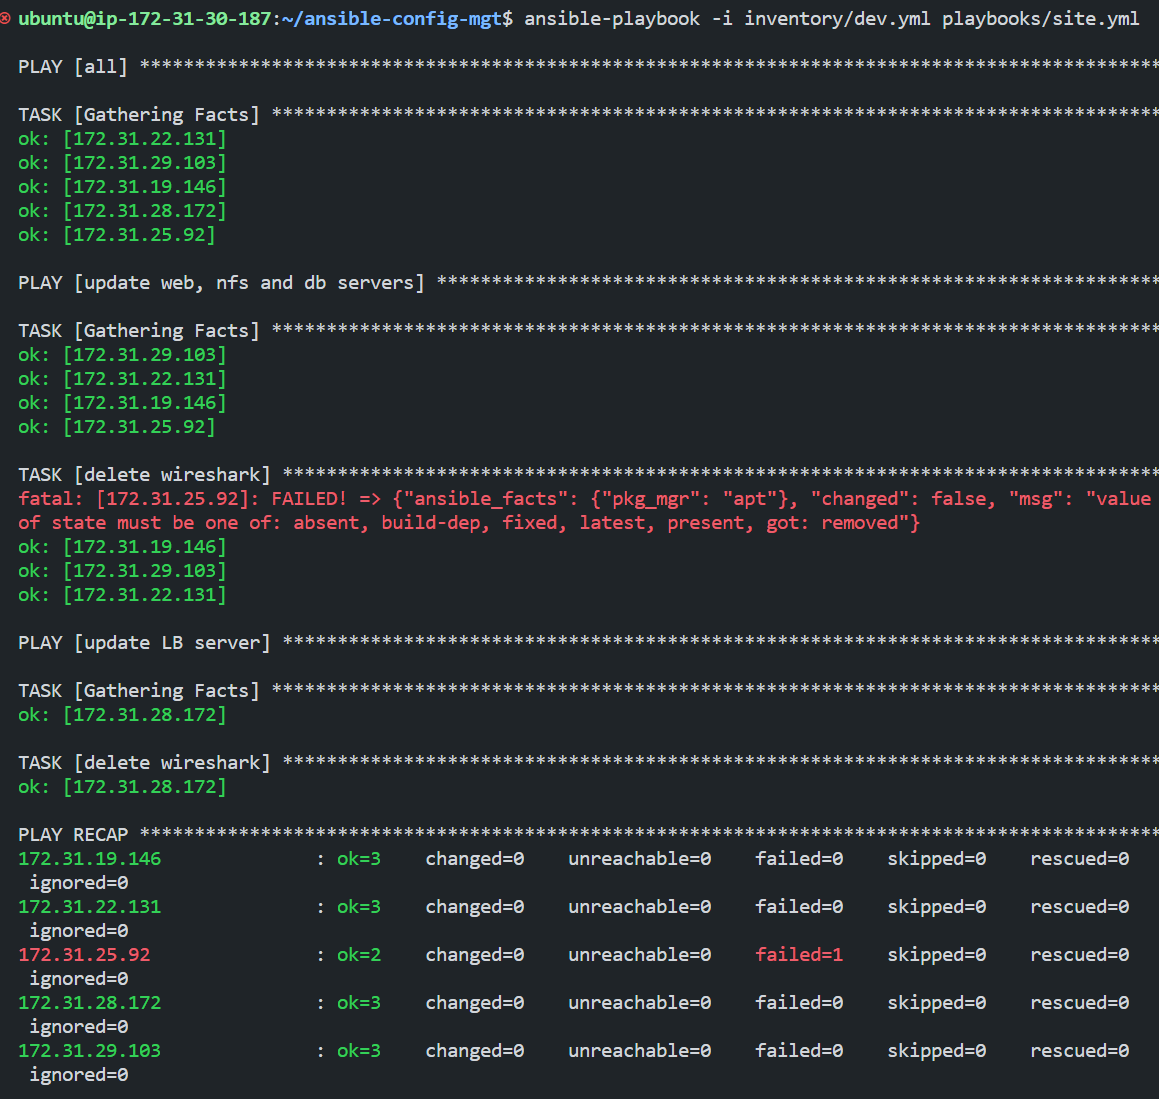 ubuntu@ip-172-31-30-187:~/ansible-config-mgt$ ansible-playbook -i inventory/dev.yml playbooks/site.yml
PLAY [all] *********************************************************************************************
TASK [Gathering Facts] *********************************************************************************
ok: [172.31.22.131]
ok: [172.31.29.103]
ok: [172.31.19.146]
ok: [172.31.28.172]
ok: [172.31.25.92]
PLAY [update web, nfs and db servers] ******************************************************************
TASK [Gathering Facts] *********************************************************************************
ok: [172.31.29.103]
ok: [172.31.22.131]
ok: [172.31.19.146]
ok: [172.31.25.92]
TASK [delete wireshark] ********************************************************************************
fatal: [172.31.25.92]: FAILED! => {"ansible_facts": {"pkg_mgr": "apt"}, "changed": false, "msg": "value
of state must be one of: absent, build-dep, fixed, latest, present, got: removed"}
ok: [172.31.19.146]
ok: [172.31.29.103]
ok: [172.31.22.131]
PLAY [update LB server] ********************************************************************************
TASK [Gathering Facts] *********************************************************************************
ok: [172.31.28.172]
TASK [delete wireshark] ********************************************************************************
ok: [172.31.28.172]
PLAY RECAP *********************************************************************************************
172.31.19.146 : ok=3 changed=0 unreachable=0 failed=0 skipped=0 rescued=0
ignored=0
172.31.22.131 : ok=3 changed=0 unreachable=0 failed=0 skipped=0 rescued=0
ignored=0
172.31.25.92 : ok=2 changed=0 unreachable=0 failed=1 skipped=0 rescued=0
ignored=0
172.31.28.172 : ok=3 changed=0 unreachable=0 failed=0 skipped=0 rescued=0
ignored=0
172.31.29.103 : ok=3 changed=0 unreachable=0 failed=0 skipped=0 rescued=0
ignored=0